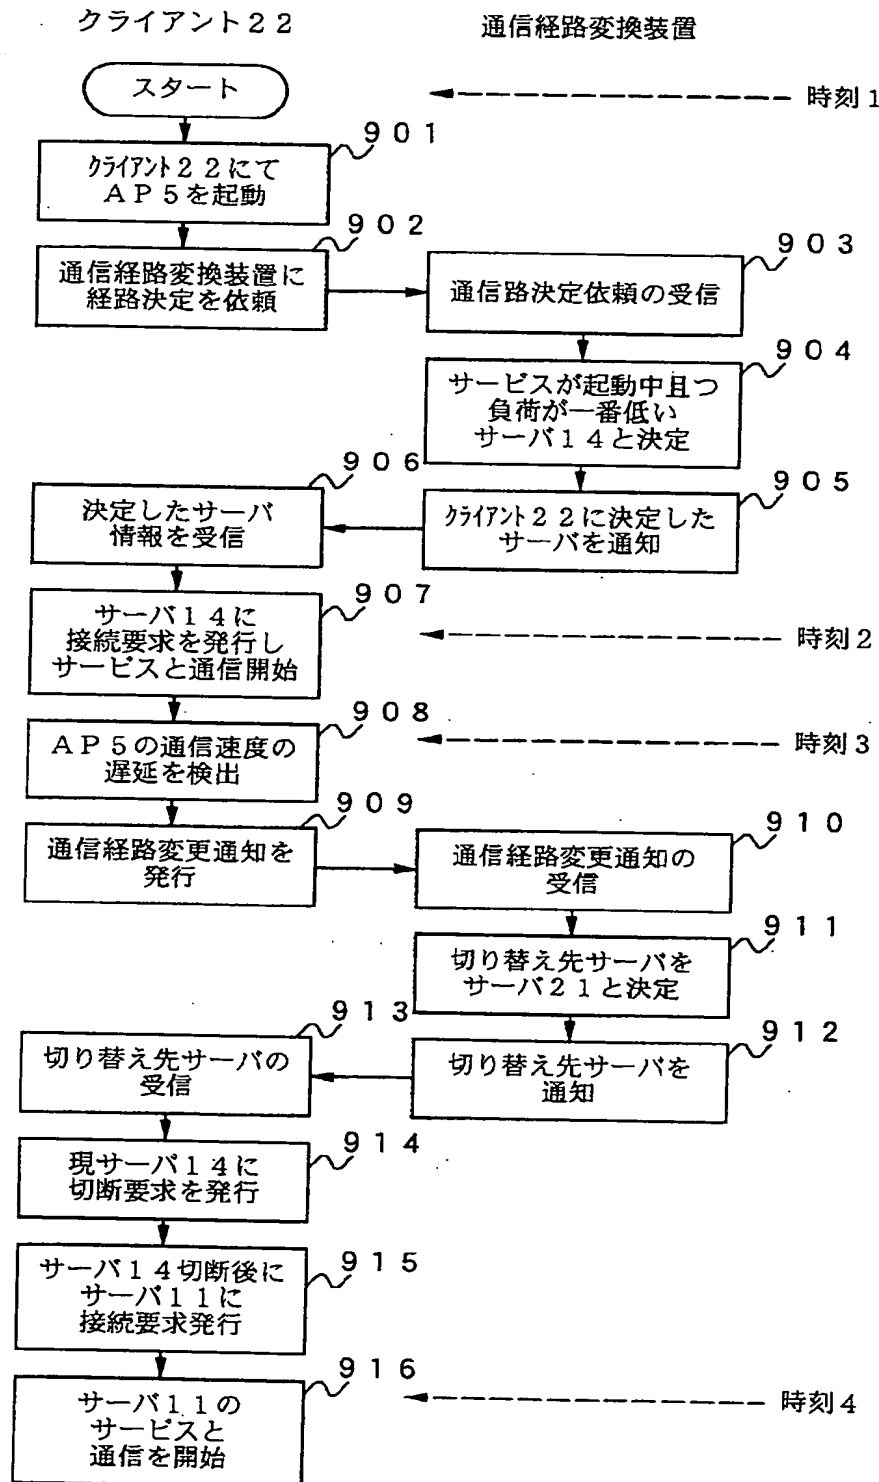 クライアント22
通信経路変換装置
スタート
時刻1
901
クライアント22にて
AP5を起動
902
通信経路変換装置に
経路決定を依頼
903
通信路決定依頼の受信
904
サービスが起動中且つ
負荷が一番低い
サーバ14と決定
905
クライアント22に決定した
サーバを通知
906
決定したサーバ
情報を受信
907
サーバ14に
接続要求を発行し
サービスと通信開始
時刻2
908
AP5の通信速度の
遅延を検出
時刻3
909
通信経路変更通知を
発行
910
通信経路変更通知の
受信
911
切り替え先サーバを
サーバ21と決定
912
切り替え先サーバを
通知
913
切り替え先サーバの
受信
914
現サーバ14に
切断要求を発行
915
サーバ14切断後に
サーバ11に
接続要求発行
916
サーバ11の
サービスと
通信を開始
時刻4